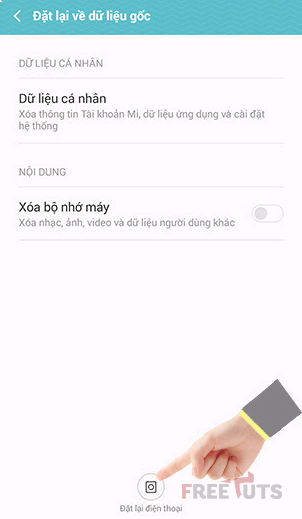 Đặt lại về dữ liệu gốc
DỮ LIỆU CÁ NHÂN
Dữ liệu cá nhân
Xóa thông tin Tài khoản Mi, dữ liệu ứng dụng và cài đặt
hệ thống
NỘI DUNG
Xóa bộ nhớ máy
Xóa nhạc, ảnh, video và dữ liệu người dùng khác
FREETUTS
Đặt lại điện thoại